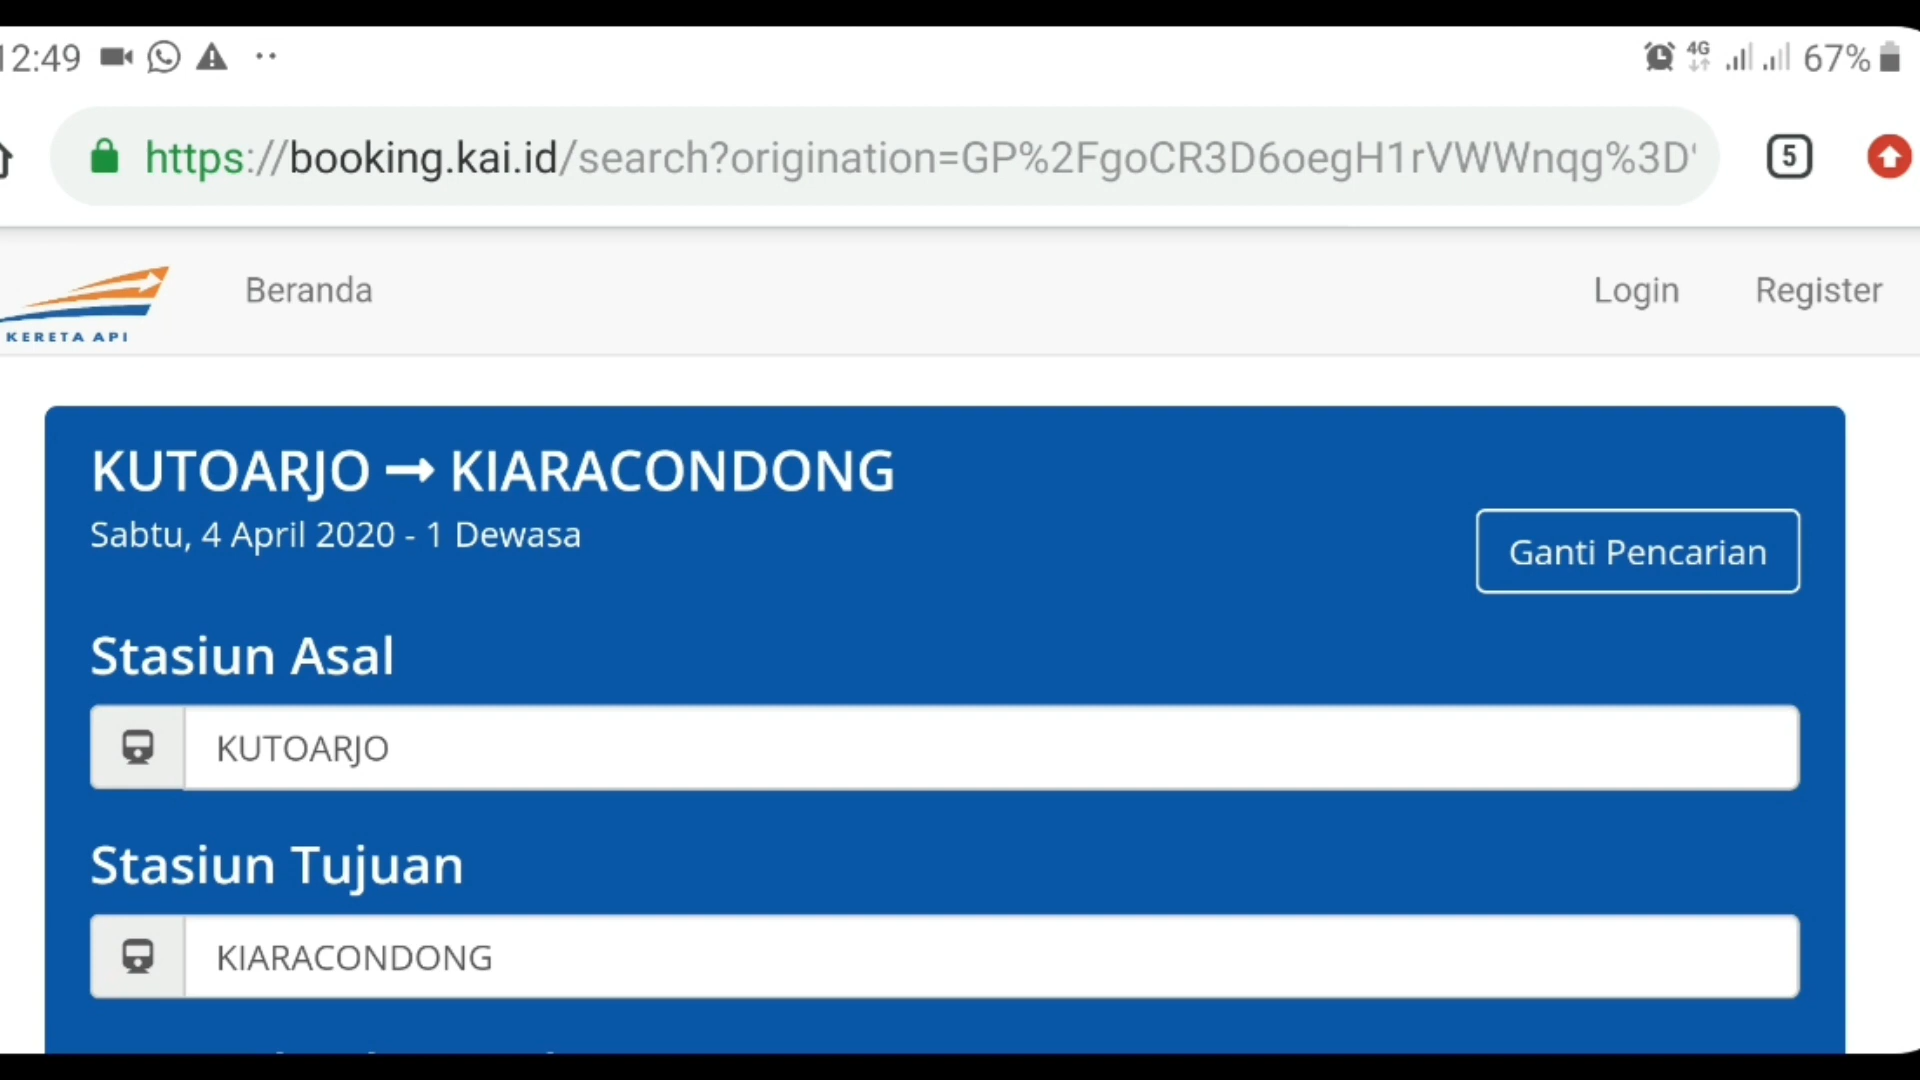 12:49
4G
67%
https://booking.kai.id/search?origination=GP%2FgoCR3D6oegH1rVWWnqg%3D
5
KERETA API
Beranda
Login
Register
KUTOARJO → KIARACONDONG
Sabtu, 4 April 2020 - 1 Dewasa
Ganti Pencarian
Stasiun Asal
KUTOARJO
Stasiun Tujuan
KIARACONDONG